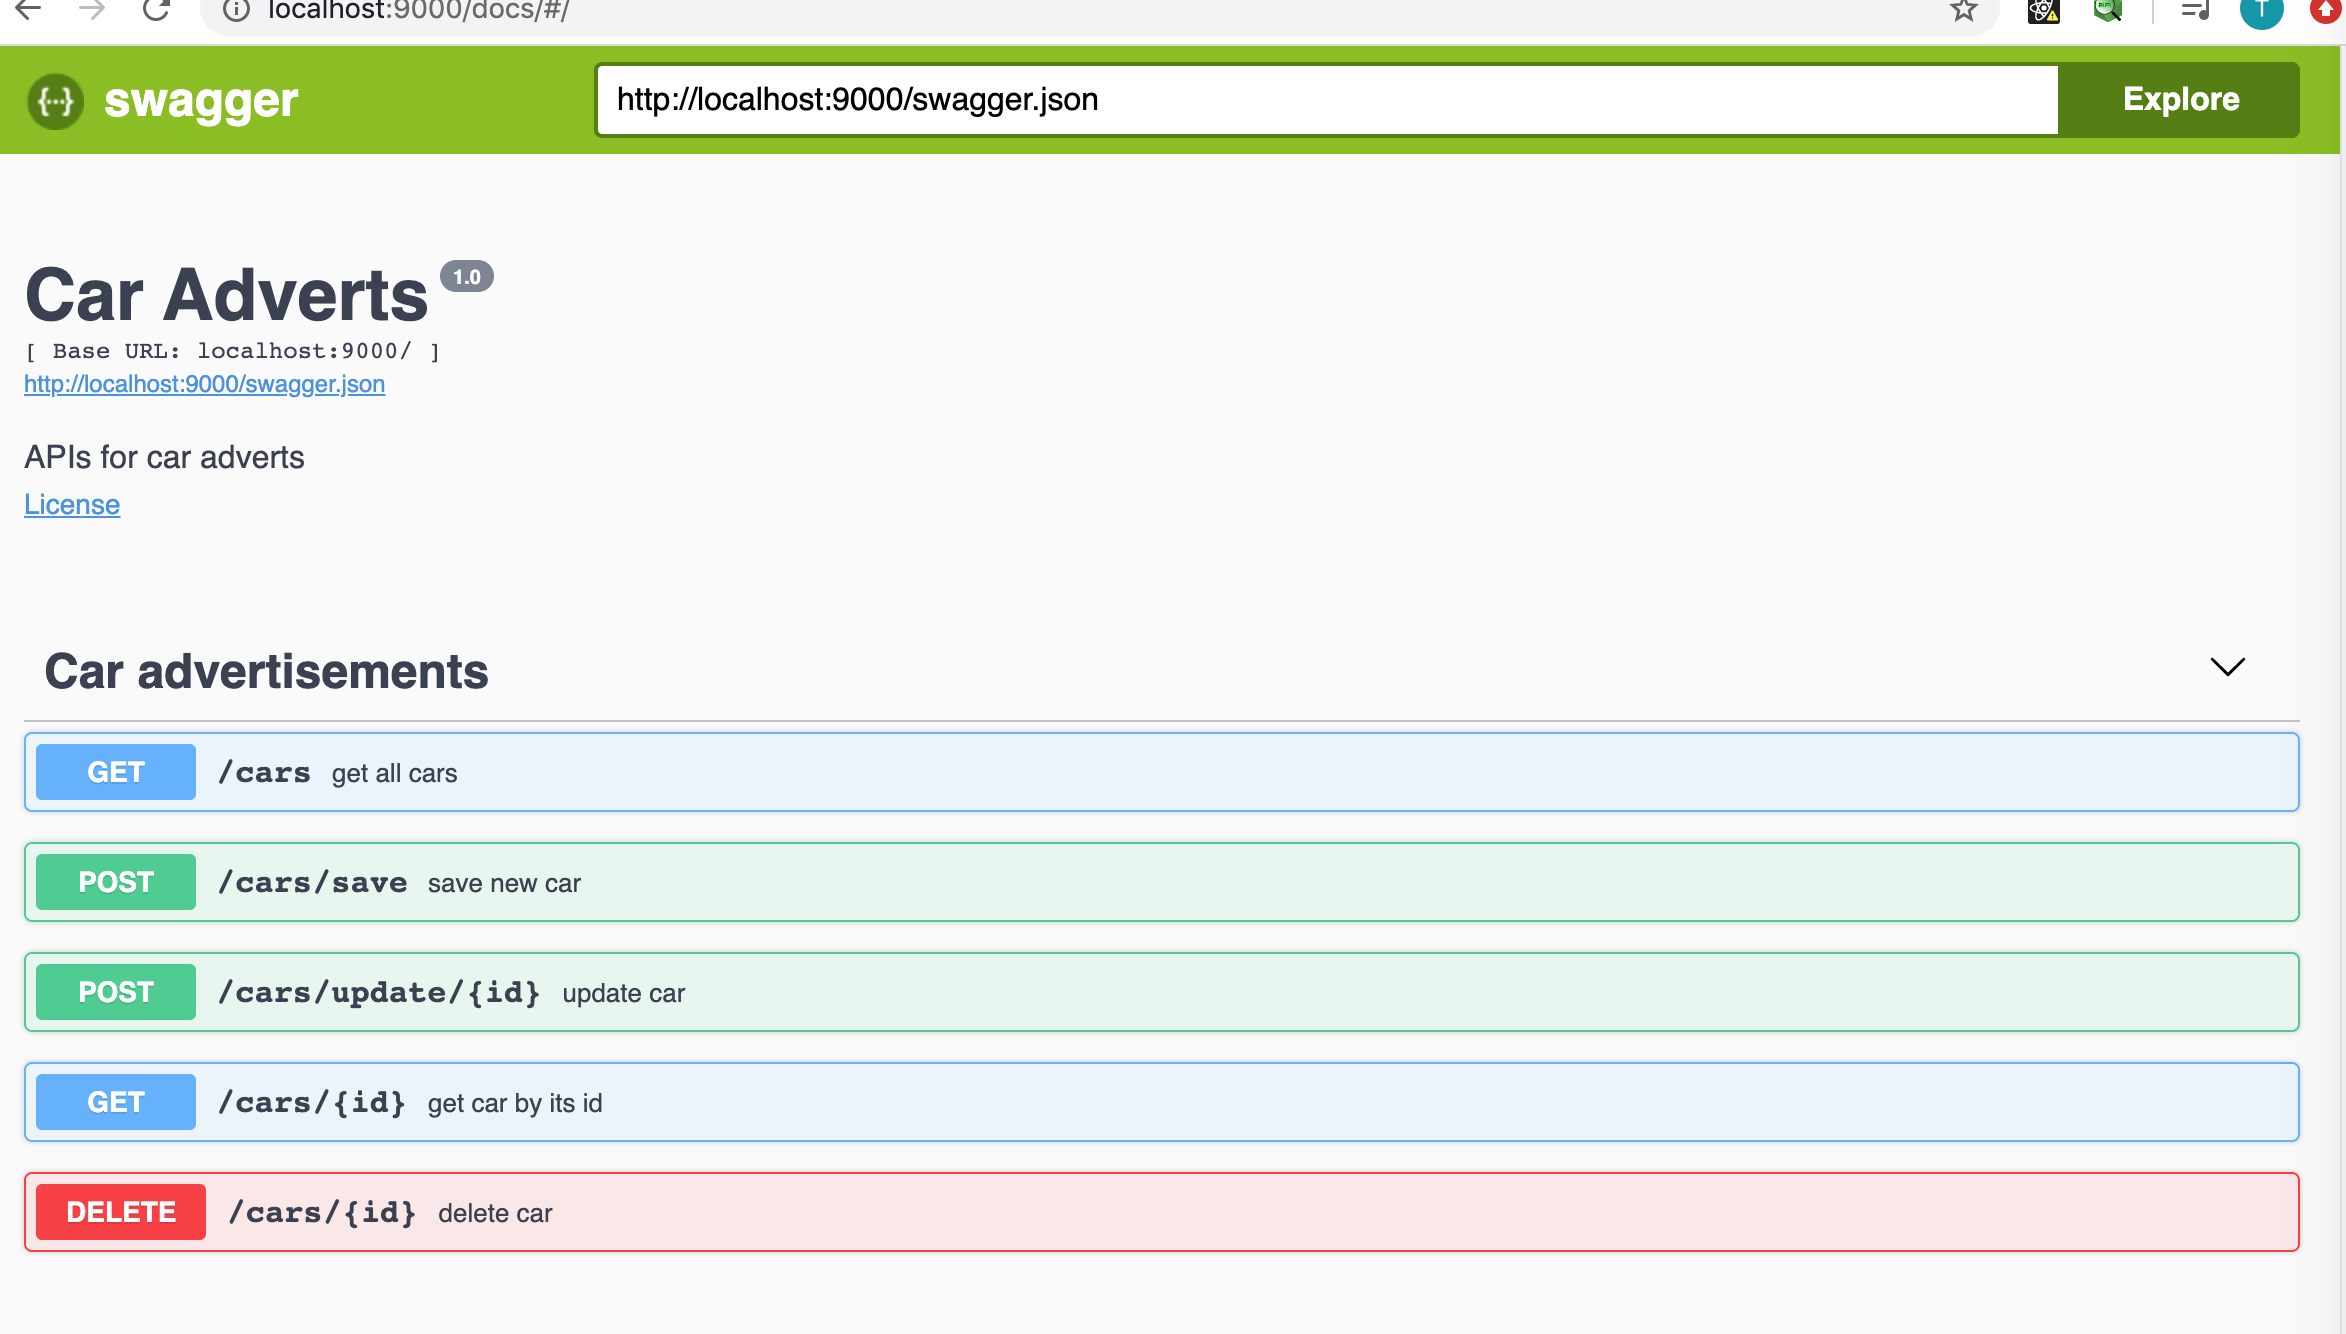 localhost:9000/docs/#/
T
{···} swagger
http://localhost:9000/swagger.json
Explore
Car Adverts 1.0
[ Base URL: localhost:9000/ ]
http://localhost:9000/swagger.json
APIs for car adverts
License
Car advertisements
GET /cars get all cars
POST /cars/save save new car
POST /cars/update/{id} update car
GET /cars/{id} get car by its id
DELETE /cars/{id} delete car